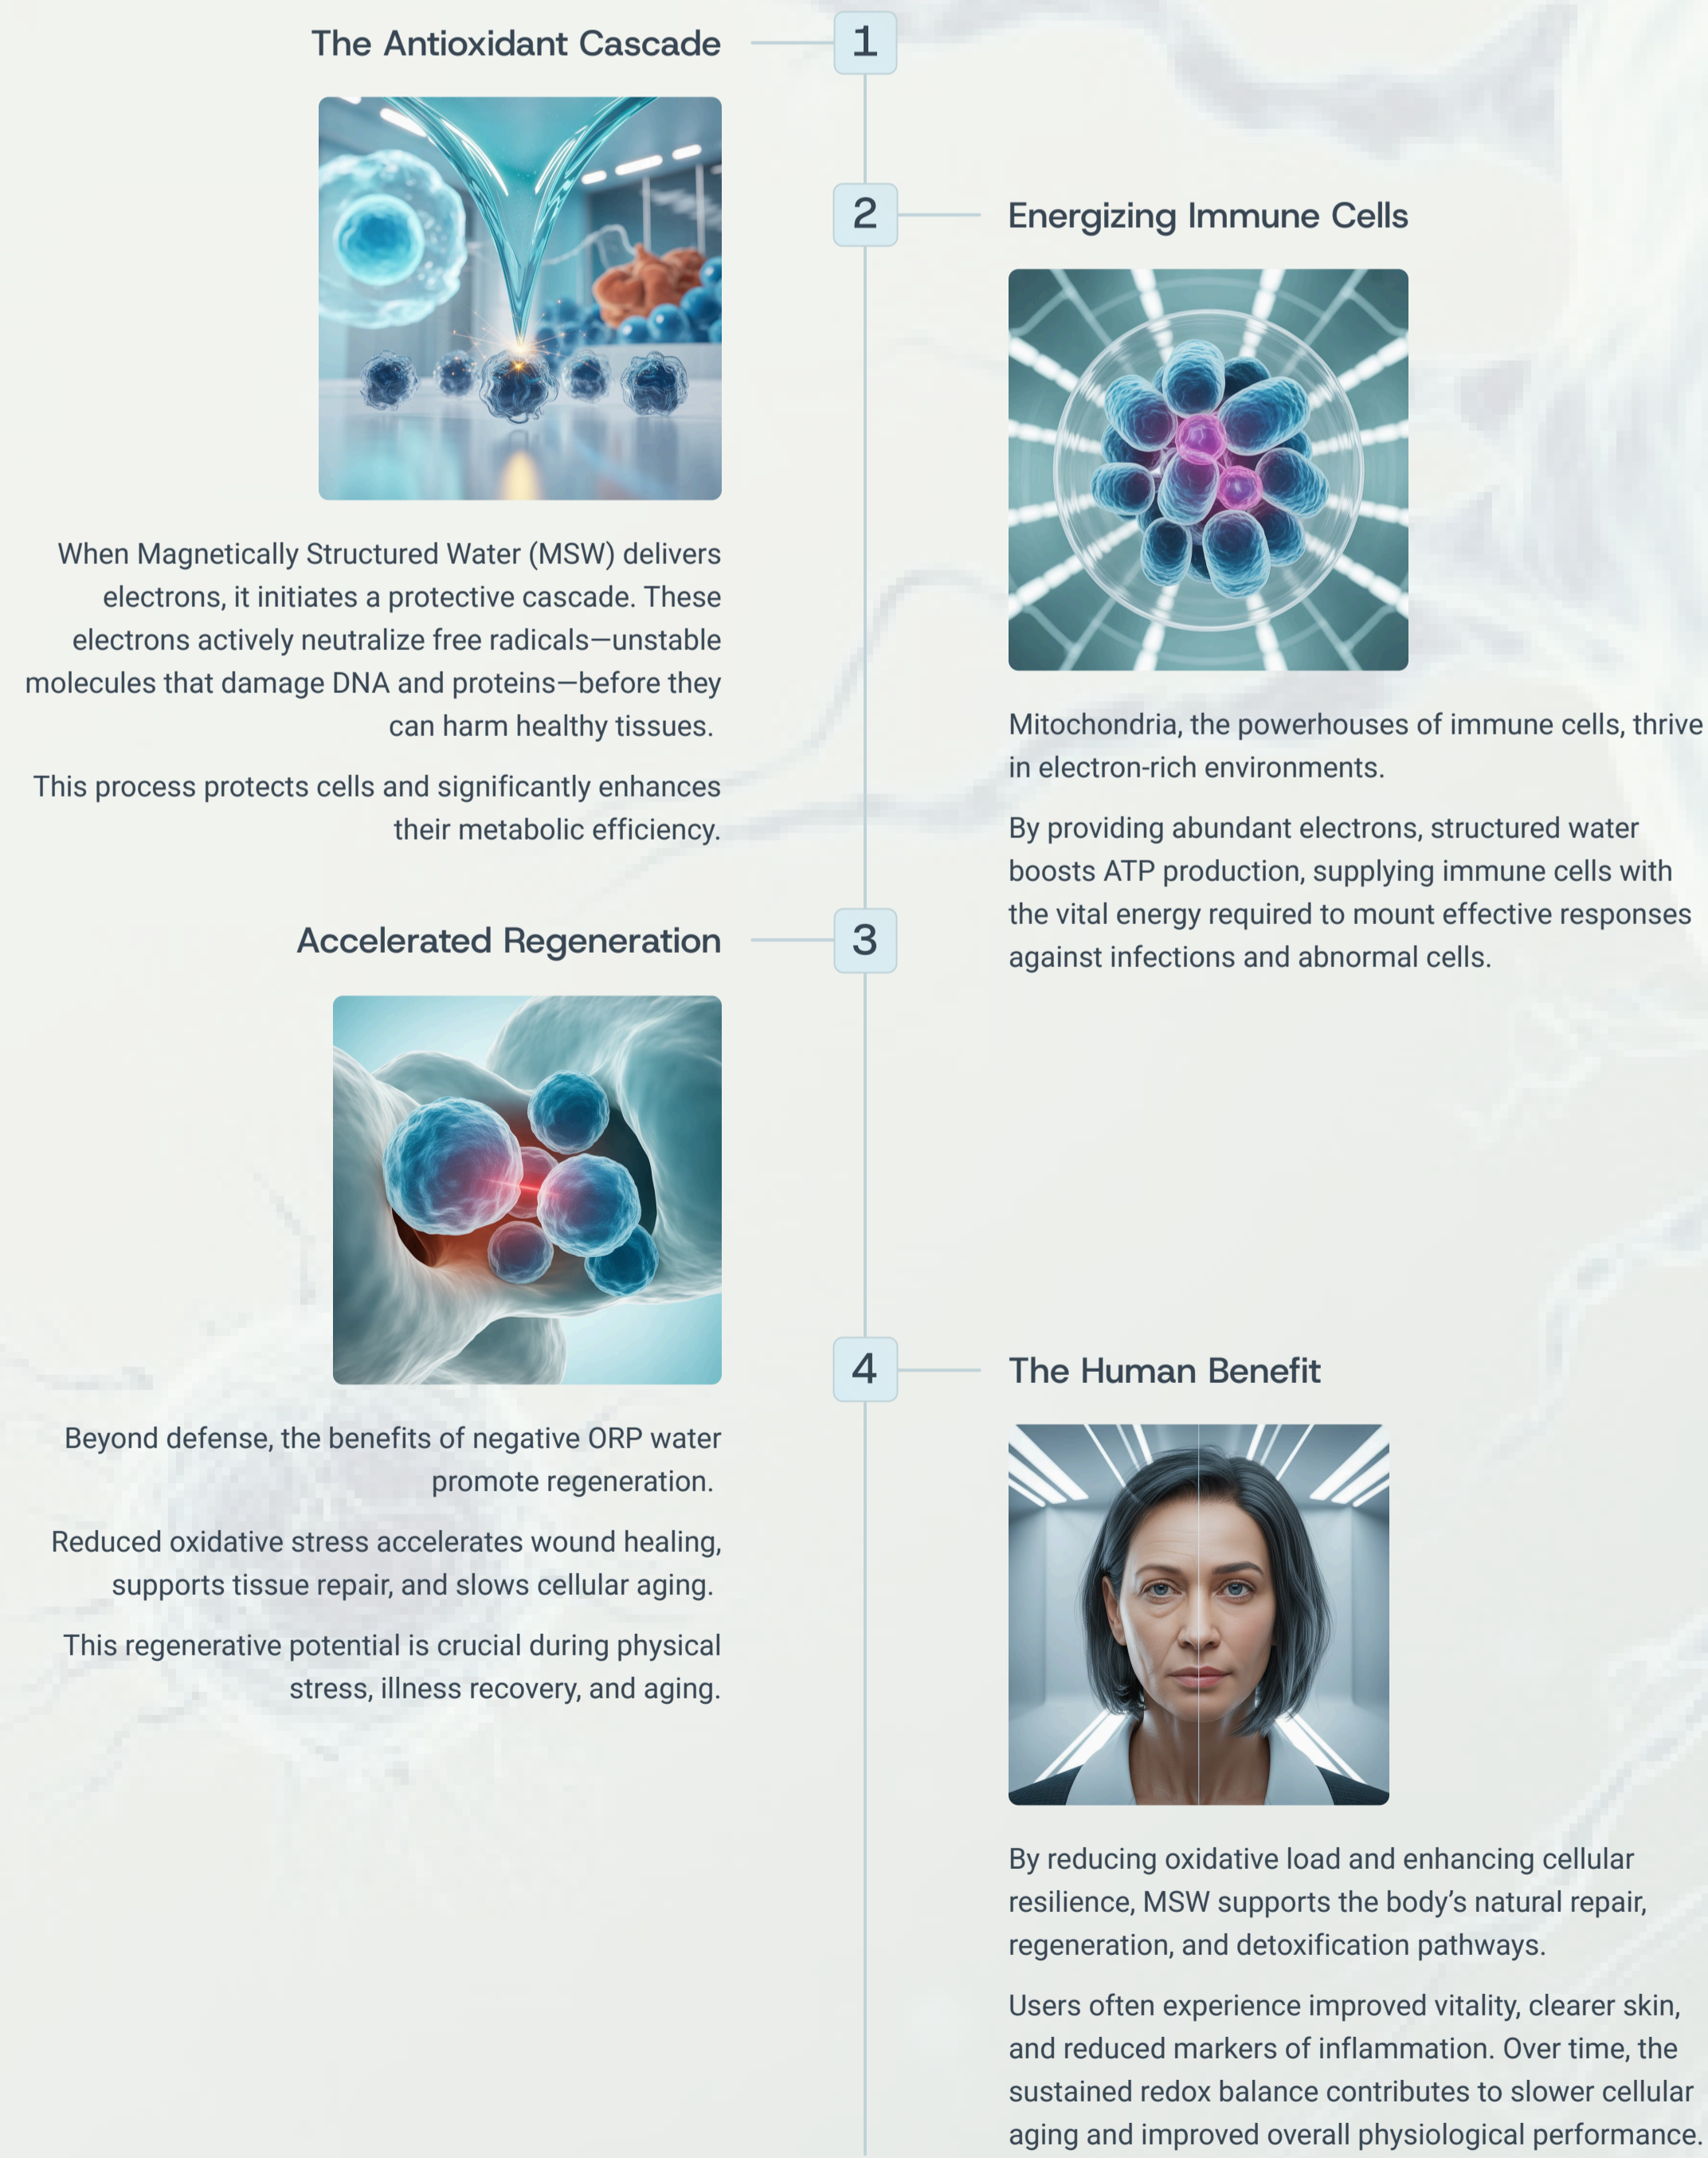 The Antioxidant Cascade
1
When Magnetically Structured Water (MSW) delivers
electrons, it initiates a protective cascade. These
electrons actively neutralize free radicals—unstable
molecules that damage DNA and proteins—before they
can harm healthy tissues.
This process protects cells and significantly enhances
their metabolic efficiency.
2
Energizing Immune Cells
Mitochondria, the powerhouses of immune cells, thrive
in electron-rich environments.
By providing abundant electrons, structured water
boosts ATP production, supplying immune cells with
the vital energy required to mount effective responses
against infections and abnormal cells.
Accelerated Regeneration
3
Beyond defense, the benefits of negative ORP water
promote regeneration.
Reduced oxidative stress accelerates wound healing,
supports tissue repair, and slows cellular aging.
This regenerative potential is crucial during physical
stress, illness recovery, and aging.
4
The Human Benefit
By reducing oxidative load and enhancing cellular
resilience, MSW supports the body’s natural repair,
regeneration, and detoxification pathways.
Users often experience improved vitality, clearer skin,
and reduced markers of inflammation. Over time, the
sustained redox balance contributes to slower cellular
aging and improved overall physiological performance.